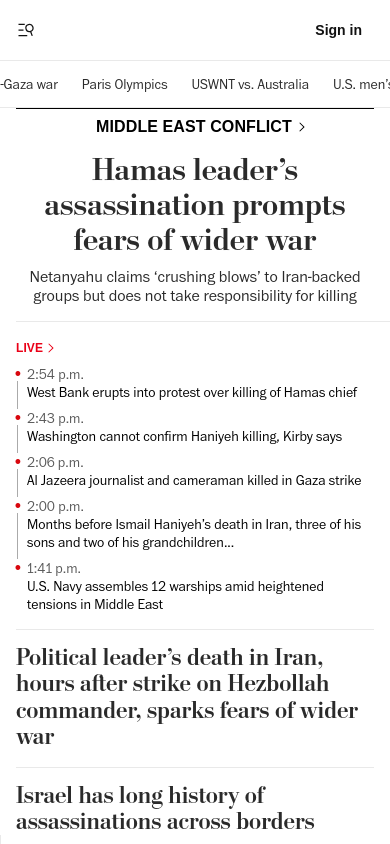 Sign in
-Gaza war Paris Olympics USWNT vs. Australia U.S. men's
MIDDLE EAST CONFLICT
Hamas leader’s
assassination prompts
fears of wider war
Netanyahu claims ‘crushing blows’ to Iran-backed
groups but does not take responsibility for killing
LIVE
2:54 p.m.
West Bank erupts into protest over killing of Hamas chief
2:43 p.m.
Washington cannot confirm Haniyeh killing, Kirby says
2:06 p.m.
Al Jazeera journalist and cameraman killed in Gaza strike
2:00 p.m.
Months before Ismail Haniyeh’s death in Iran, three of his
sons and two of his grandchildren...
1:41 p.m.
U.S. Navy assembles 12 warships amid heightened
tensions in Middle East
Political leader’s death in Iran,
hours after strike on Hezbollah
commander, sparks fears of wider
war
Israel has long history of
assassinations across borders